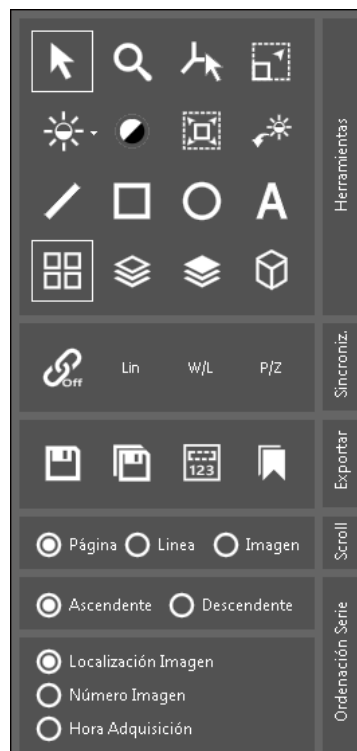 Herramientas
A
Off
Lin
W/L
P/Z
Sincroniz.
123
Exportar
Página
Linea
Imagen
Scroll
Ascendente
Descendente
Localización Imagen
Número Imagen
Hora Adquisición
Ordenación Serie